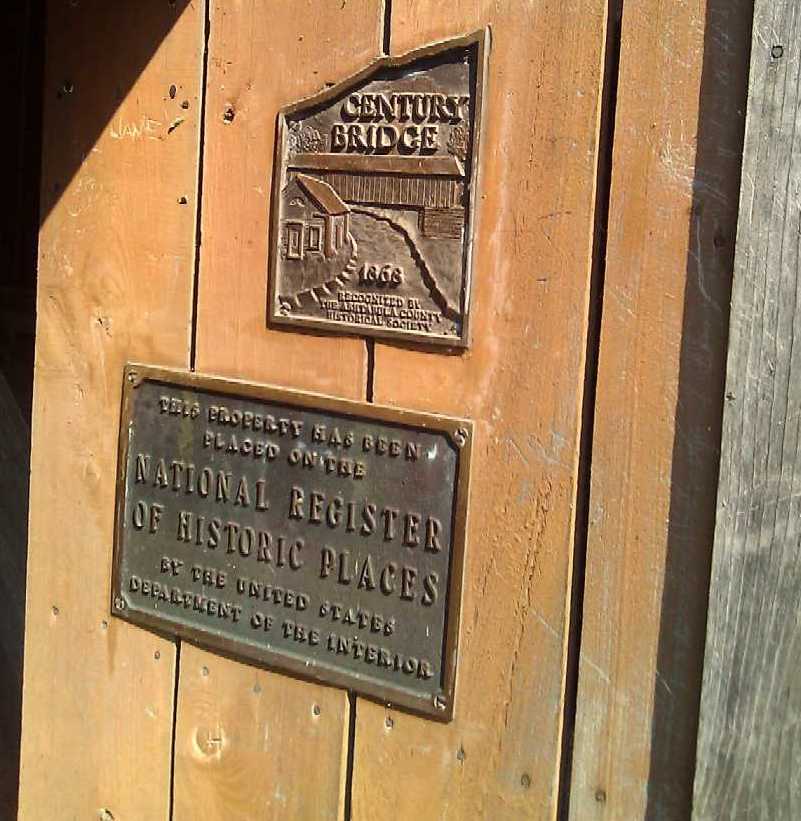 CENTURY
BRIDGE
1868
RECOGNIZED BY
THE ASHTABULA COUNTY
HISTORICAL SOCIETY
THIS PROPERTY HAS BEEN
PLACED ON THE
NATIONAL REGISTER
OF HISTORIC PLACES
BY THE UNITED STATES
DEPARTMENT OF THE INTERIOR